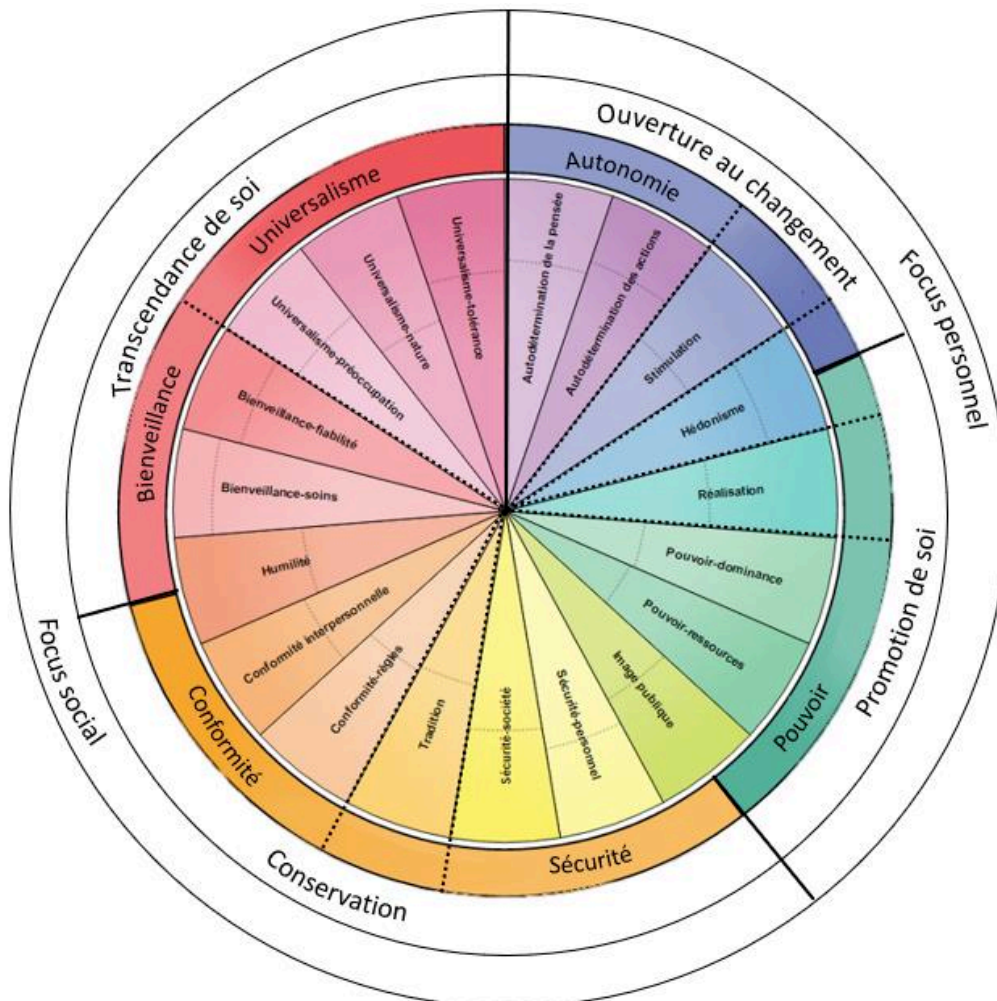 Ouverture au changement
Focus personnel
Promotion de soi
Conservation
Focus social
Transcendance de soi
Autonomie
Pouvoir
Sécurité
Conformité
Bienveillance
Universalisme
Autodétermination de la pensée
Autodétermination des actions
Stimulation
Hédonisme
Réalisation
Pouvoir-dominance
Pouvoir-ressources
Image publique
Sécurité-personnel
Sécurité-société
Tradition
Conformité-règles
Conformité interpersonnelle
Humilité
Bienveillance-soins
Bienveillance-fiabilité
Universalisme-préoccupation
Universalisme-nature
Universalisme-tolérance